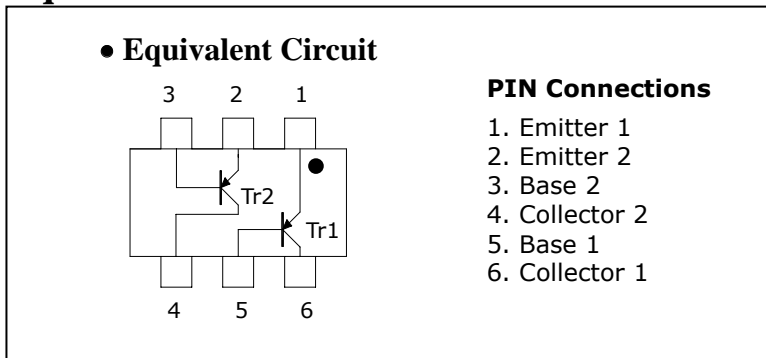 • Equivalent Circuit
3 2 1
Tr2
Tr1
4 5 6
PIN Connections
1. Emitter 1
2. Emitter 2
3. Base 2
4. Collector 2
5. Base 1
6. Collector 1